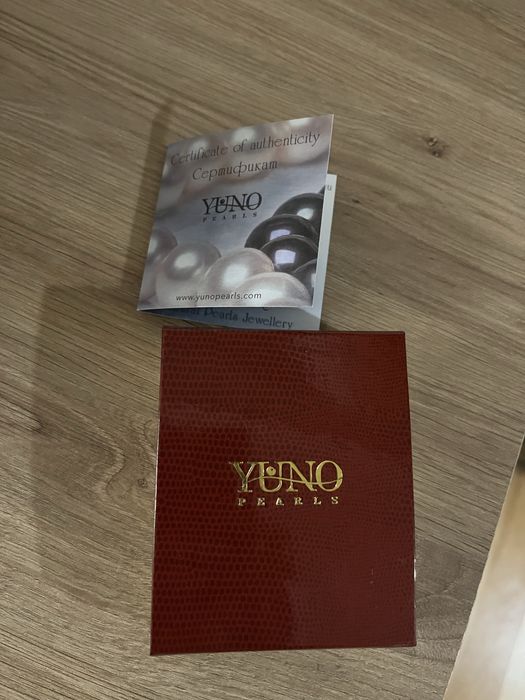 Certificate of authenticity
Сертификат
YUNO
PEARLS
www.yunopearls.com
Pearls Jewellery
YUNO
PEARLS